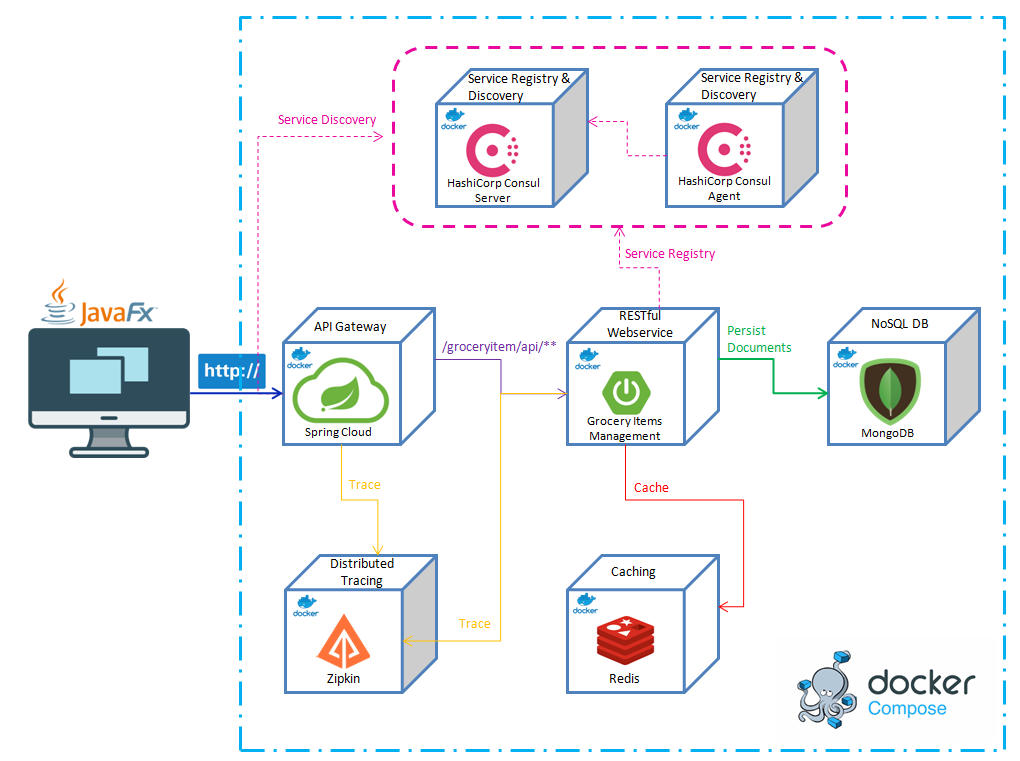 Service Registry &
Discovery
docker
HashiCorp Consul
Server
Service Registry &
Discovery
docker
HashiCorp Consul
Agent
Service Discovery
Service Registry
JavaFx
http://
API Gateway
docker
Spring Cloud
/groceryitem/api/**
RESTful
Webservice
docker
Grocery Items
Management
Persist
Documents
NoSQL DB
docker
MongoDB
Trace
Cache
Distributed
Tracing
docker
Zipkin
Trace
Caching
docker
Redis
docker
Compose